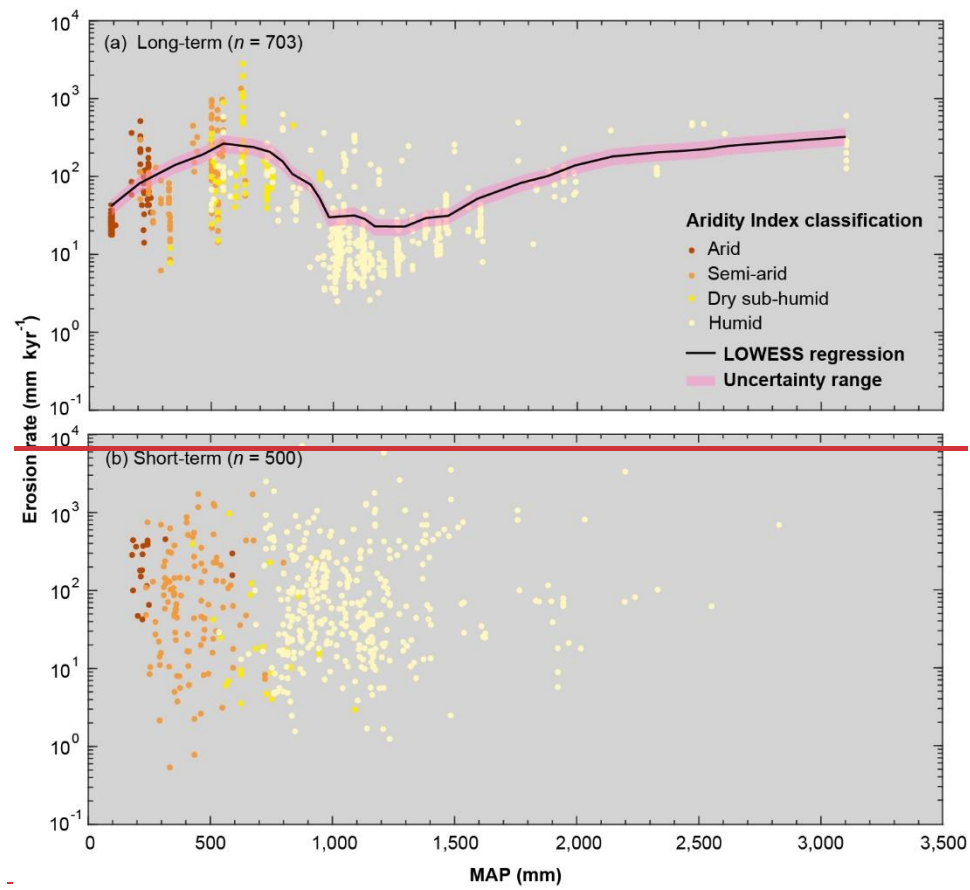 10^4
(a) Long-term (n = 703)
10^3
10^2
10^1
10^0
10^-1
Aridity Index classification
Arid
Semi-arid
Dry sub-humid
Humid
LOWESS regression
Uncertainty range
Erosion rate (mm kyr^-1)
10^4
(b) Short-term (n = 500)
10^3
10^2
10^1
10^0
10^-1
0 500 1,000 1,500 2,000 2,500 3,000 3,500
MAP (mm)